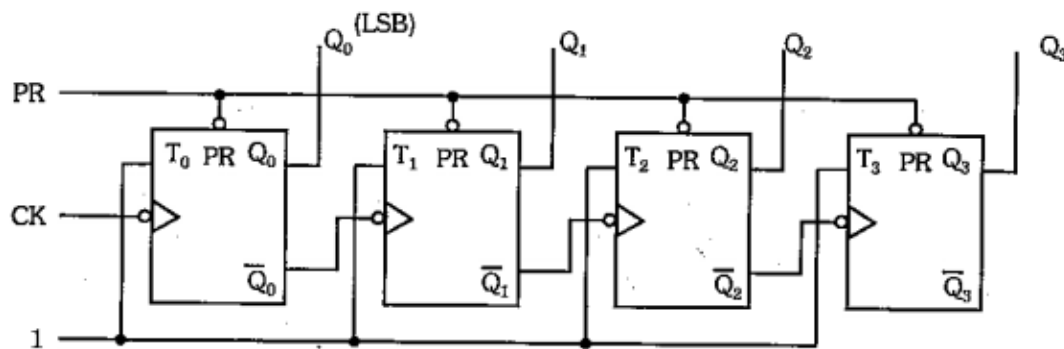 Q₀ (LSB) Q₁ Q₂ Q₃
PR
T₀ PR Q₀ T₁ PR Q₁ T₂ PR Q₂ T₃ PR Q₃
CK
Q̅₀ Q̅₁ Q̅₂ Q̅₃
1